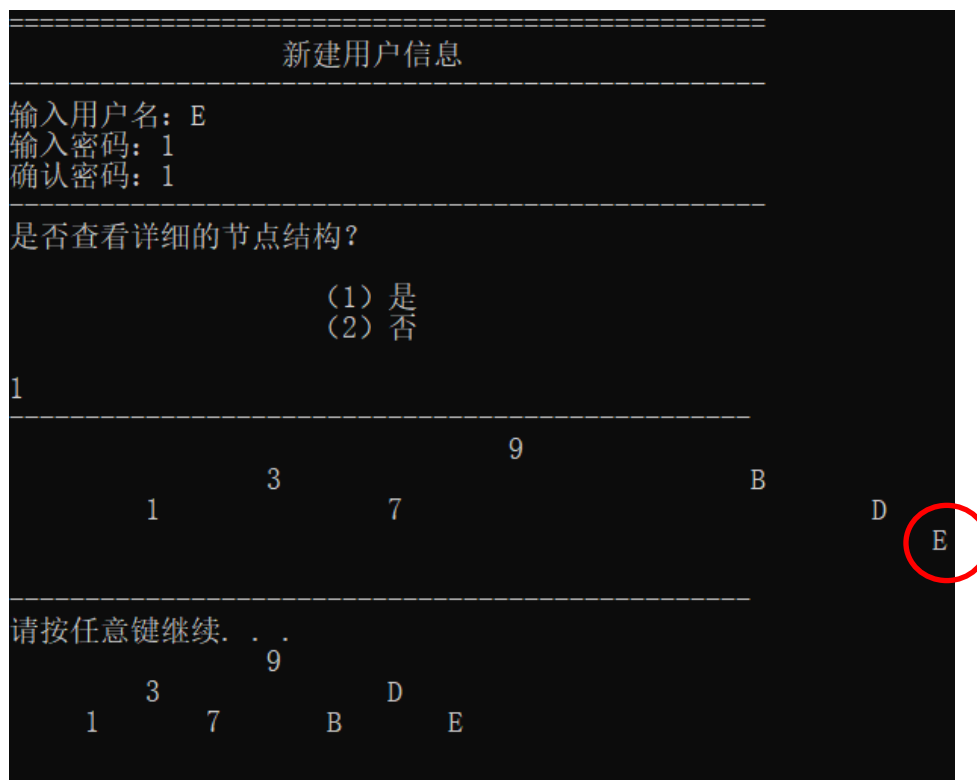 ==================================================
新建用户信息
--------------------------------------------------
输入用户名：E
输入密码：1
确认密码：1
--------------------------------------------------
是否查看详细的节点结构？
（1）是
（2）否
1
-------------------------------------------------
9
3 B
1 7 D
E
-------------------------------------------------
请按任意键继续. . .
9
3 D
1 7 B E